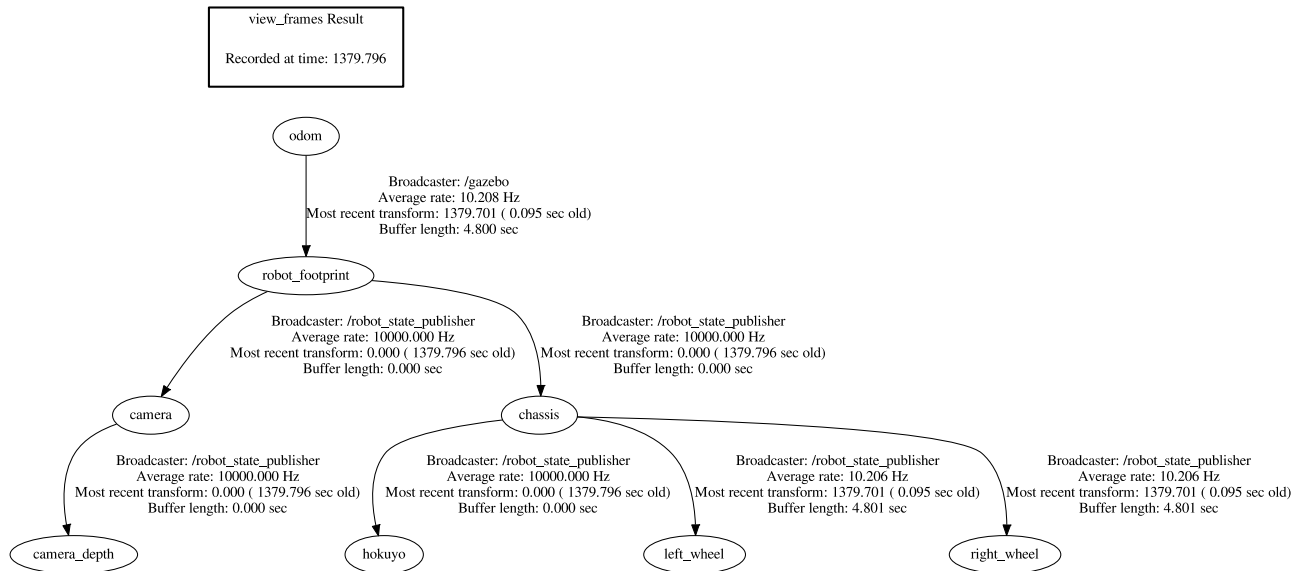 view_frames Result
Recorded at time: 1379.796
odom
Broadcaster: /gazebo
Average rate: 10.208 Hz
Most recent transform: 1379.701 ( 0.095 sec old)
Buffer length: 4.800 sec
robot_footprint
Broadcaster: /robot_state_publisher
Average rate: 10000.000 Hz
Most recent transform: 0.000 ( 1379.796 sec old)
Buffer length: 0.000 sec
Broadcaster: /robot_state_publisher
Average rate: 10000.000 Hz
Most recent transform: 0.000 ( 1379.796 sec old)
Buffer length: 0.000 sec
camera
chassis
Broadcaster: /robot_state_publisher
Average rate: 10000.000 Hz
Most recent transform: 0.000 ( 1379.796 sec old)
Buffer length: 0.000 sec
Broadcaster: /robot_state_publisher
Average rate: 10000.000 Hz
Most recent transform: 0.000 ( 1379.796 sec old)
Buffer length: 0.000 sec
Broadcaster: /robot_state_publisher
Average rate: 10.206 Hz
Most recent transform: 1379.701 ( 0.095 sec old)
Buffer length: 4.801 sec
Broadcaster: /robot_state_publisher
Average rate: 10.206 Hz
Most recent transform: 1379.701 ( 0.095 sec old)
Buffer length: 4.801 sec
camera_depth
hokuyo
left_wheel
right_wheel